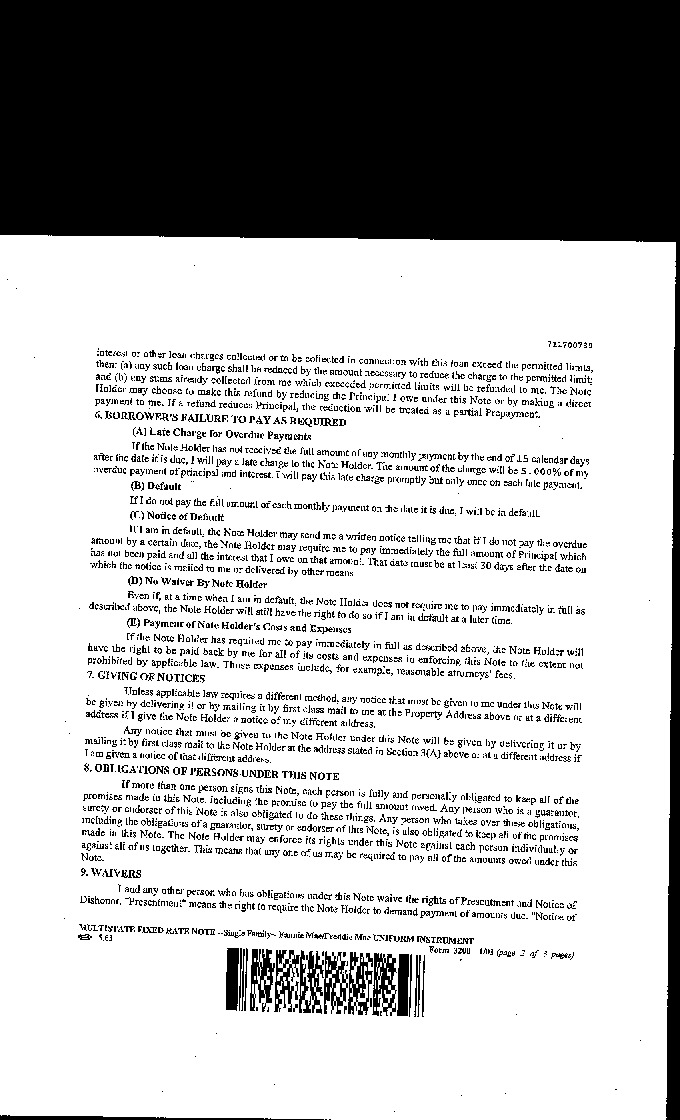 721700739
interest or other loan charges collected or to be collected in connection with this loan exceed the permitted limits,
then: (a) any such loan charge shall be reduced by the amount necessary to reduce the charge to the permitted limit;
and (b) any sums already collected from me which exceeded permitted limits will be refunded to me. The Note
Holder may choose to make this refund by reducing the Principal I owe under this Note or by making a direct
payment to me. If a refund reduces Principal, the reduction will be treated as a partial Prepayment.
6. BORROWER'S FAILURE TO PAY AS REQUIRED
(A) Late Charge for Overdue Payments
If the Note Holder has not received the full amount of any monthly payment by the end of 15 calendar days
after the date it is due, I will pay a late charge to the Note Holder. The amount of the charge will be 5.000% of my
overdue payment of principal and interest. I will pay this late charge promptly but only once on each late payment.
(B) Default
If I do not pay the full amount of each monthly payment on the date it is due, I will be in default.
(C) Notice of Default
If I am in default, the Note Holder may send me a written notice telling me that if I do not pay the overdue
amount by a certain date, the Note Holder may require me to pay immediately the full amount of Principal which
has not been paid and all the interest that I owe on that amount. That date must be at least 30 days after the date on
which the notice is mailed to me or delivered by other means
(D) No Waiver By Note Holder
Even if, at a time when I am in default, the Note Holder does not require me to pay immediately in full as
described above, the Note Holder will still have the right to do so if I am in default at a later time.
(E) Payment of Note Holder's Costs and Expenses
If the Note Holder has required me to pay immediately in full as described above, the Note Holder will
have the right to be paid back by me for all of its costs and expenses in enforcing this Note to the extent not
prohibited by applicable law. Those expenses include, for example, reasonable attorneys' fees.
7. GIVING OF NOTICES
Unless applicable law requires a different method, any notice that must be given to me under this Note will
be given by delivering it or by mailing it by first class mail to me at the Property Address above or at a different
address if I give the Note Holder a notice of my different address.
Any notice that must be given to the Note Holder under this Note will be given by delivering it or by
mailing it by first class mail to the Note Holder at the address stated in Section 3(A) above or at a different address if
I am given a notice of that different address.
8. OBLIGATIONS OF PERSONS UNDER THIS NOTE
If more than one person signs this Note, each person is fully and personally obligated to keep all of the
promises made in this Note, including the promise to pay the full amount owed. Any person who is a guarantor,
surety or endorser of this Note is also obligated to do these things. Any person who takes over these obligations,
including the obligations of a guarantor, surety or endorser of this Note, is also obligated to keep all of the promises
made in this Note. The Note Holder may enforce its rights under this Note against each person individually or
against all of us together. This means that any one of us may be required to pay all of the amounts owed under this
Note.
9. WAIVERS
I and any other person who has obligations under this Note waive the rights of Presentment and Notice of
Dishonor. "Presentment" means the right to require the Note Holder to demand payment of amounts due. "Notice of
MULTISTATE FIXED RATE NOTE --Single Family-- Fannie Mae/Freddie Mac UNIFORM INSTRUMENT
Form 3200 1/01 (page 2 of 3 pages)